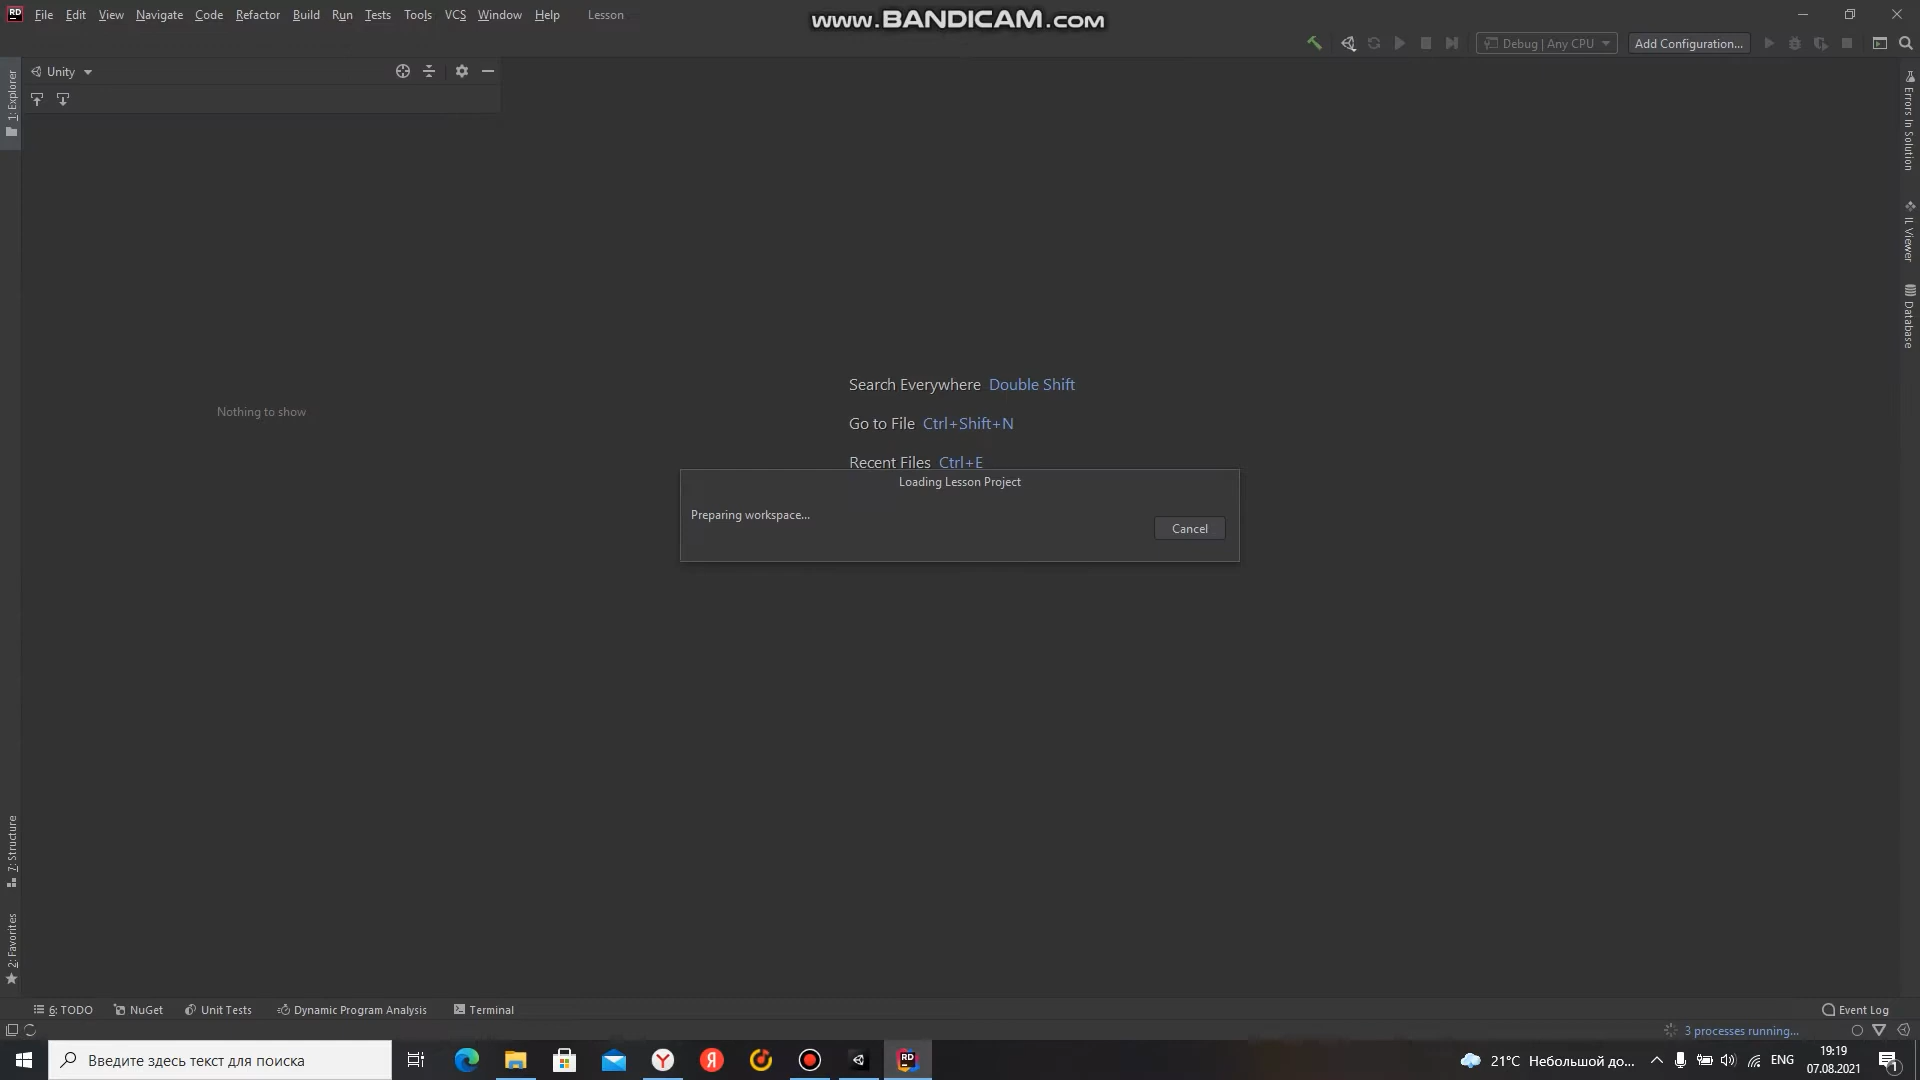 RD File Edit View Navigate Code Refactor Build Run Tests Tools VCS Window Help Lesson
www.BANDICAM.com
Debug | Any CPU Add Configuration...
Unity
1: Explorer
Errors In Solution
IL Viewer
Database
Nothing to show
Search Everywhere Double Shift
Go to File Ctrl+Shift+N
Recent Files Ctrl+E
Loading Lesson Project
Preparing workspace...
Cancel
7: Structure
2: Favorites
6: TODO NuGet Unit Tests Dynamic Program Analysis Terminal Event Log
3 processes running...
Введите здесь текст для поиска
Y Я RD
21°C Небольшой до... ENG
19:19
07.08.2021
1